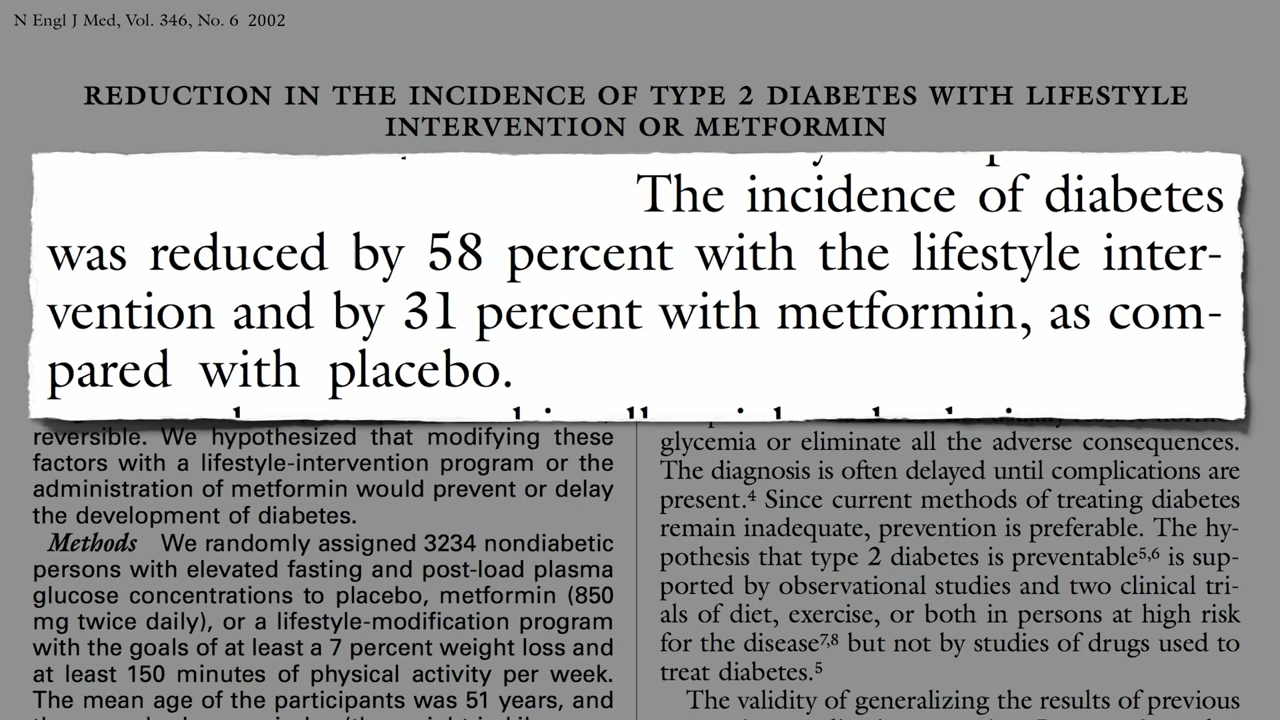 N Engl J Med, Vol. 346, No. 6 2002
REDUCTION IN THE INCIDENCE OF TYPE 2 DIABETES WITH LIFESTYLE
INTERVENTION OR METFORMIN
The incidence of diabetes
was reduced by 58 percent with the lifestyle inter-
vention and by 31 percent with metformin, as com-
pared with placebo.
reversible. We hypothesized that modifying these
factors with a lifestyle-intervention program or the
administration of metformin would prevent or delay
the development of diabetes.
Methods We randomly assigned 3234 nondiabetic
persons with elevated fasting and post-load plasma
glucose concentrations to placebo, metformin (850
mg twice daily), or a lifestyle-modification program
with the goals of at least a 7 percent weight loss and
at least 150 minutes of physical activity per week.
The mean age of the participants was 51 years, and
glycemia or eliminate all the adverse consequences.
The diagnosis is often delayed until complications are
present.4 Since current methods of treating diabetes
remain inadequate, prevention is preferable. The hy-
pothesis that type 2 diabetes is preventable5,6 is sup-
ported by observational studies and two clinical tri-
als of diet, exercise, or both in persons at high risk
for the disease7,8 but not by studies of drugs used to
treat diabetes.5
The validity of generalizing the results of previous